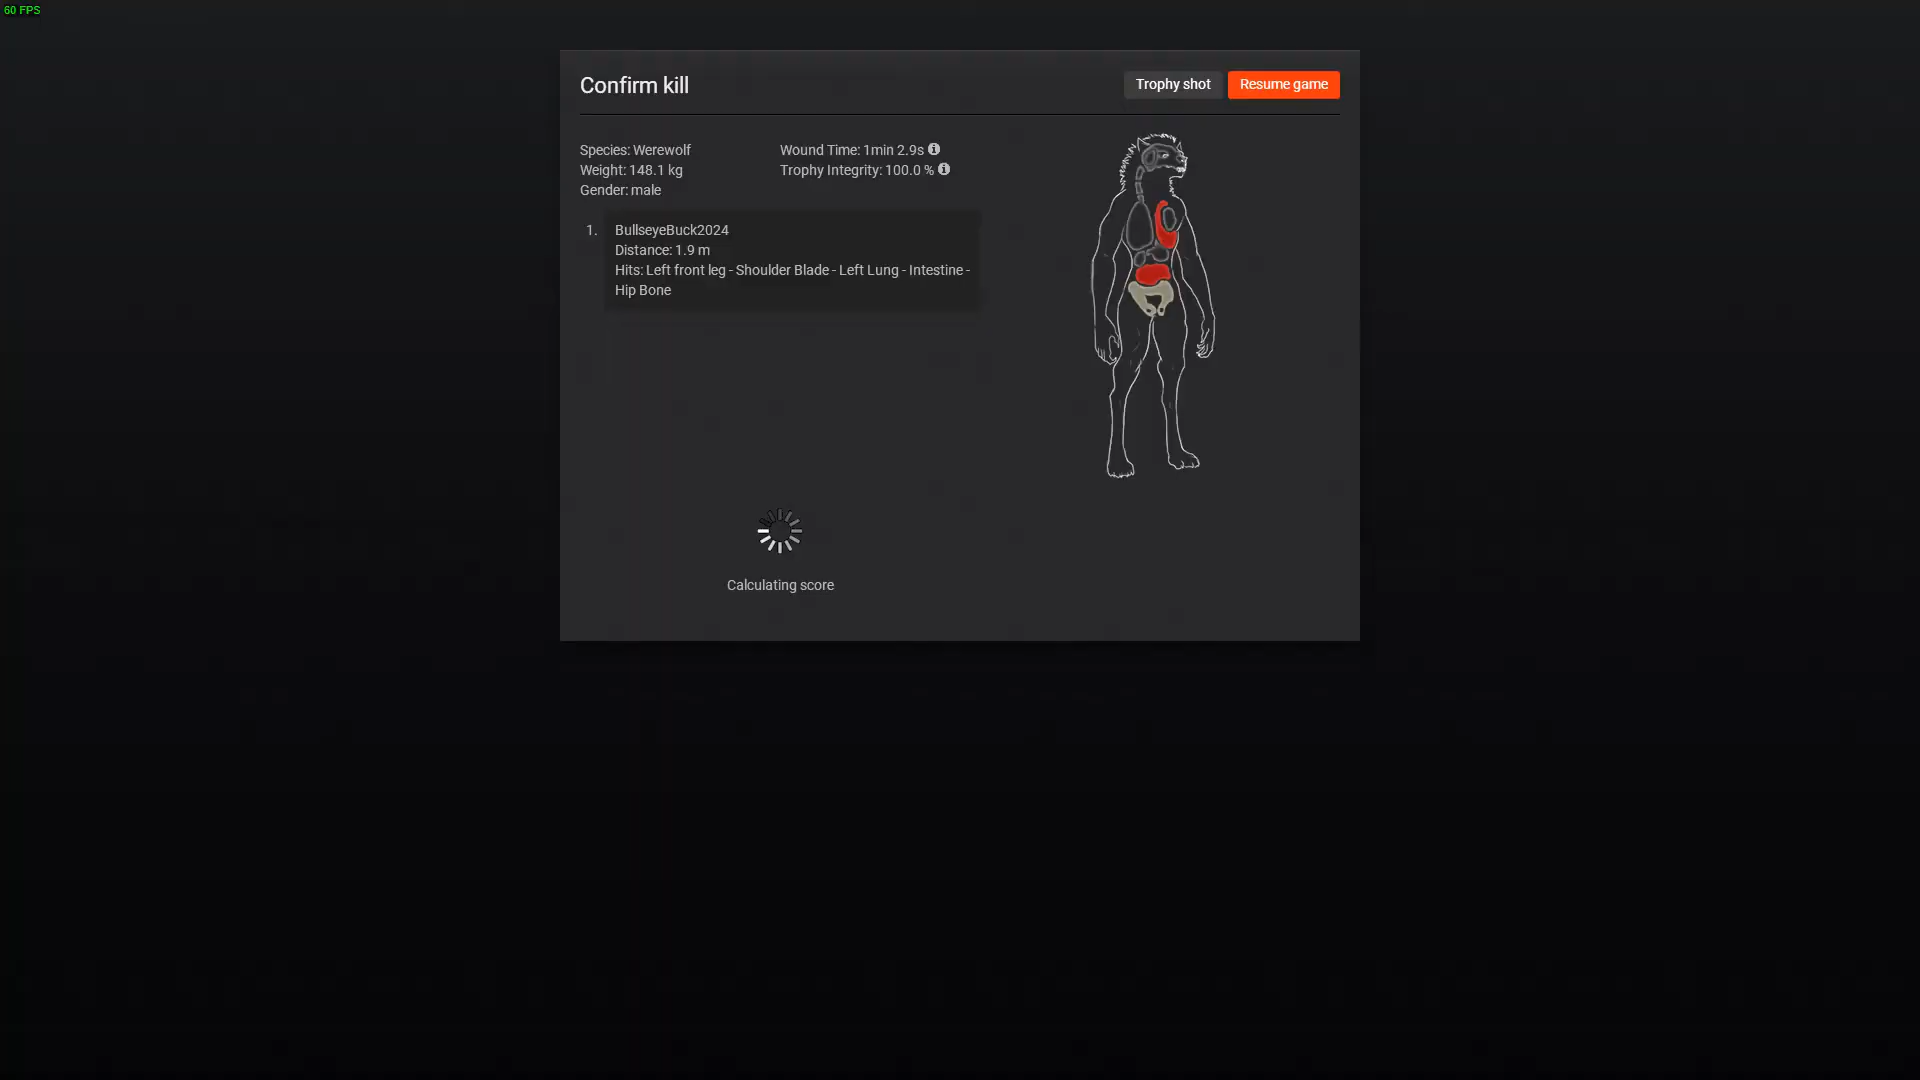 60 FPS
Confirm kill
Trophy shot
Resume game
Species: Werewolf
Weight: 148.1 kg
Gender: male
Wound Time: 1min 2.9s
Trophy Integrity: 100.0 %
1.
BullseyeBuck2024
Distance: 1.9 m
Hits: Left front leg - Shoulder Blade - Left Lung - Intestine -
Hip Bone
Calculating score